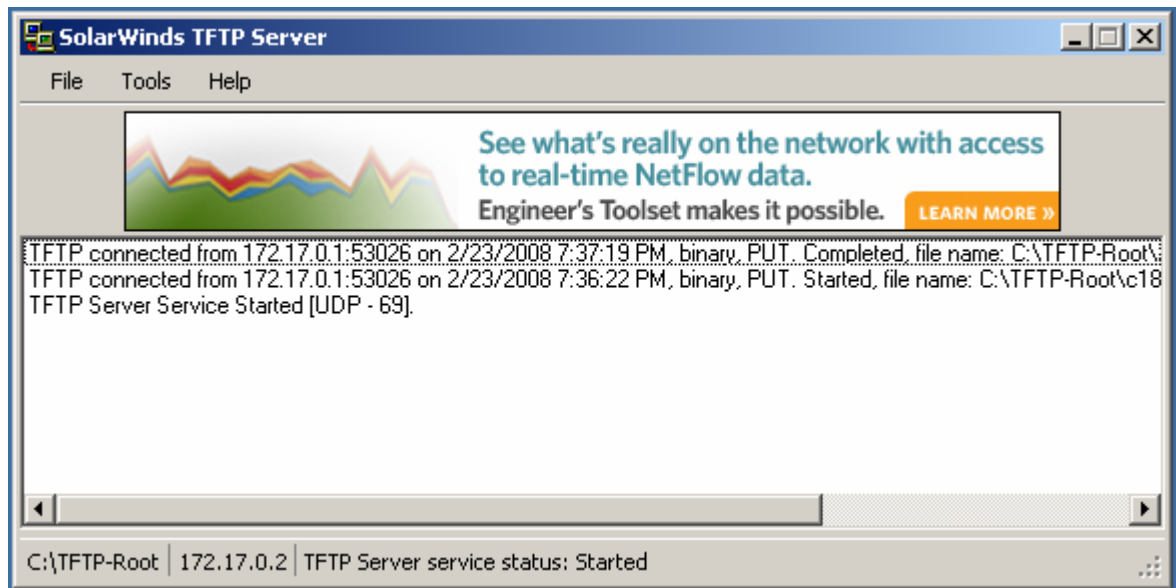 SolarWinds TFTP Server
File Tools Help
See what's really on the network with access
to real-time NetFlow data.
Engineer's Toolset makes it possible.
LEARN MORE »
TFTP connected from 172.17.0.1:53026 on 2/23/2008 7:37:19 PM, binary, PUT. Completed, file name: C:\TFTP-Root\
TFTP connected from 172.17.0.1:53026 on 2/23/2008 7:36:22 PM, binary, PUT. Started, file name: C:\TFTP-Root\c18
TFTP Server Service Started [UDP - 69].
C:\TFTP-Root 172.17.0.2 TFTP Server service status: Started